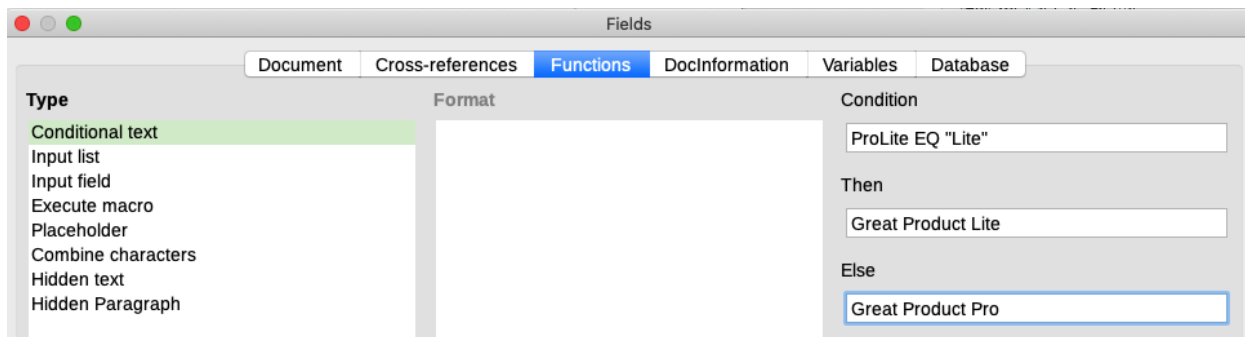 Fields
Document Cross-references Functions DocInformation Variables Database
Type
Conditional text
Input list
Input field
Execute macro
Placeholder
Combine characters
Hidden text
Hidden Paragraph
Format
Condition
ProLite EQ "Lite"
Then
Great Product Lite
Else
Great Product Pro